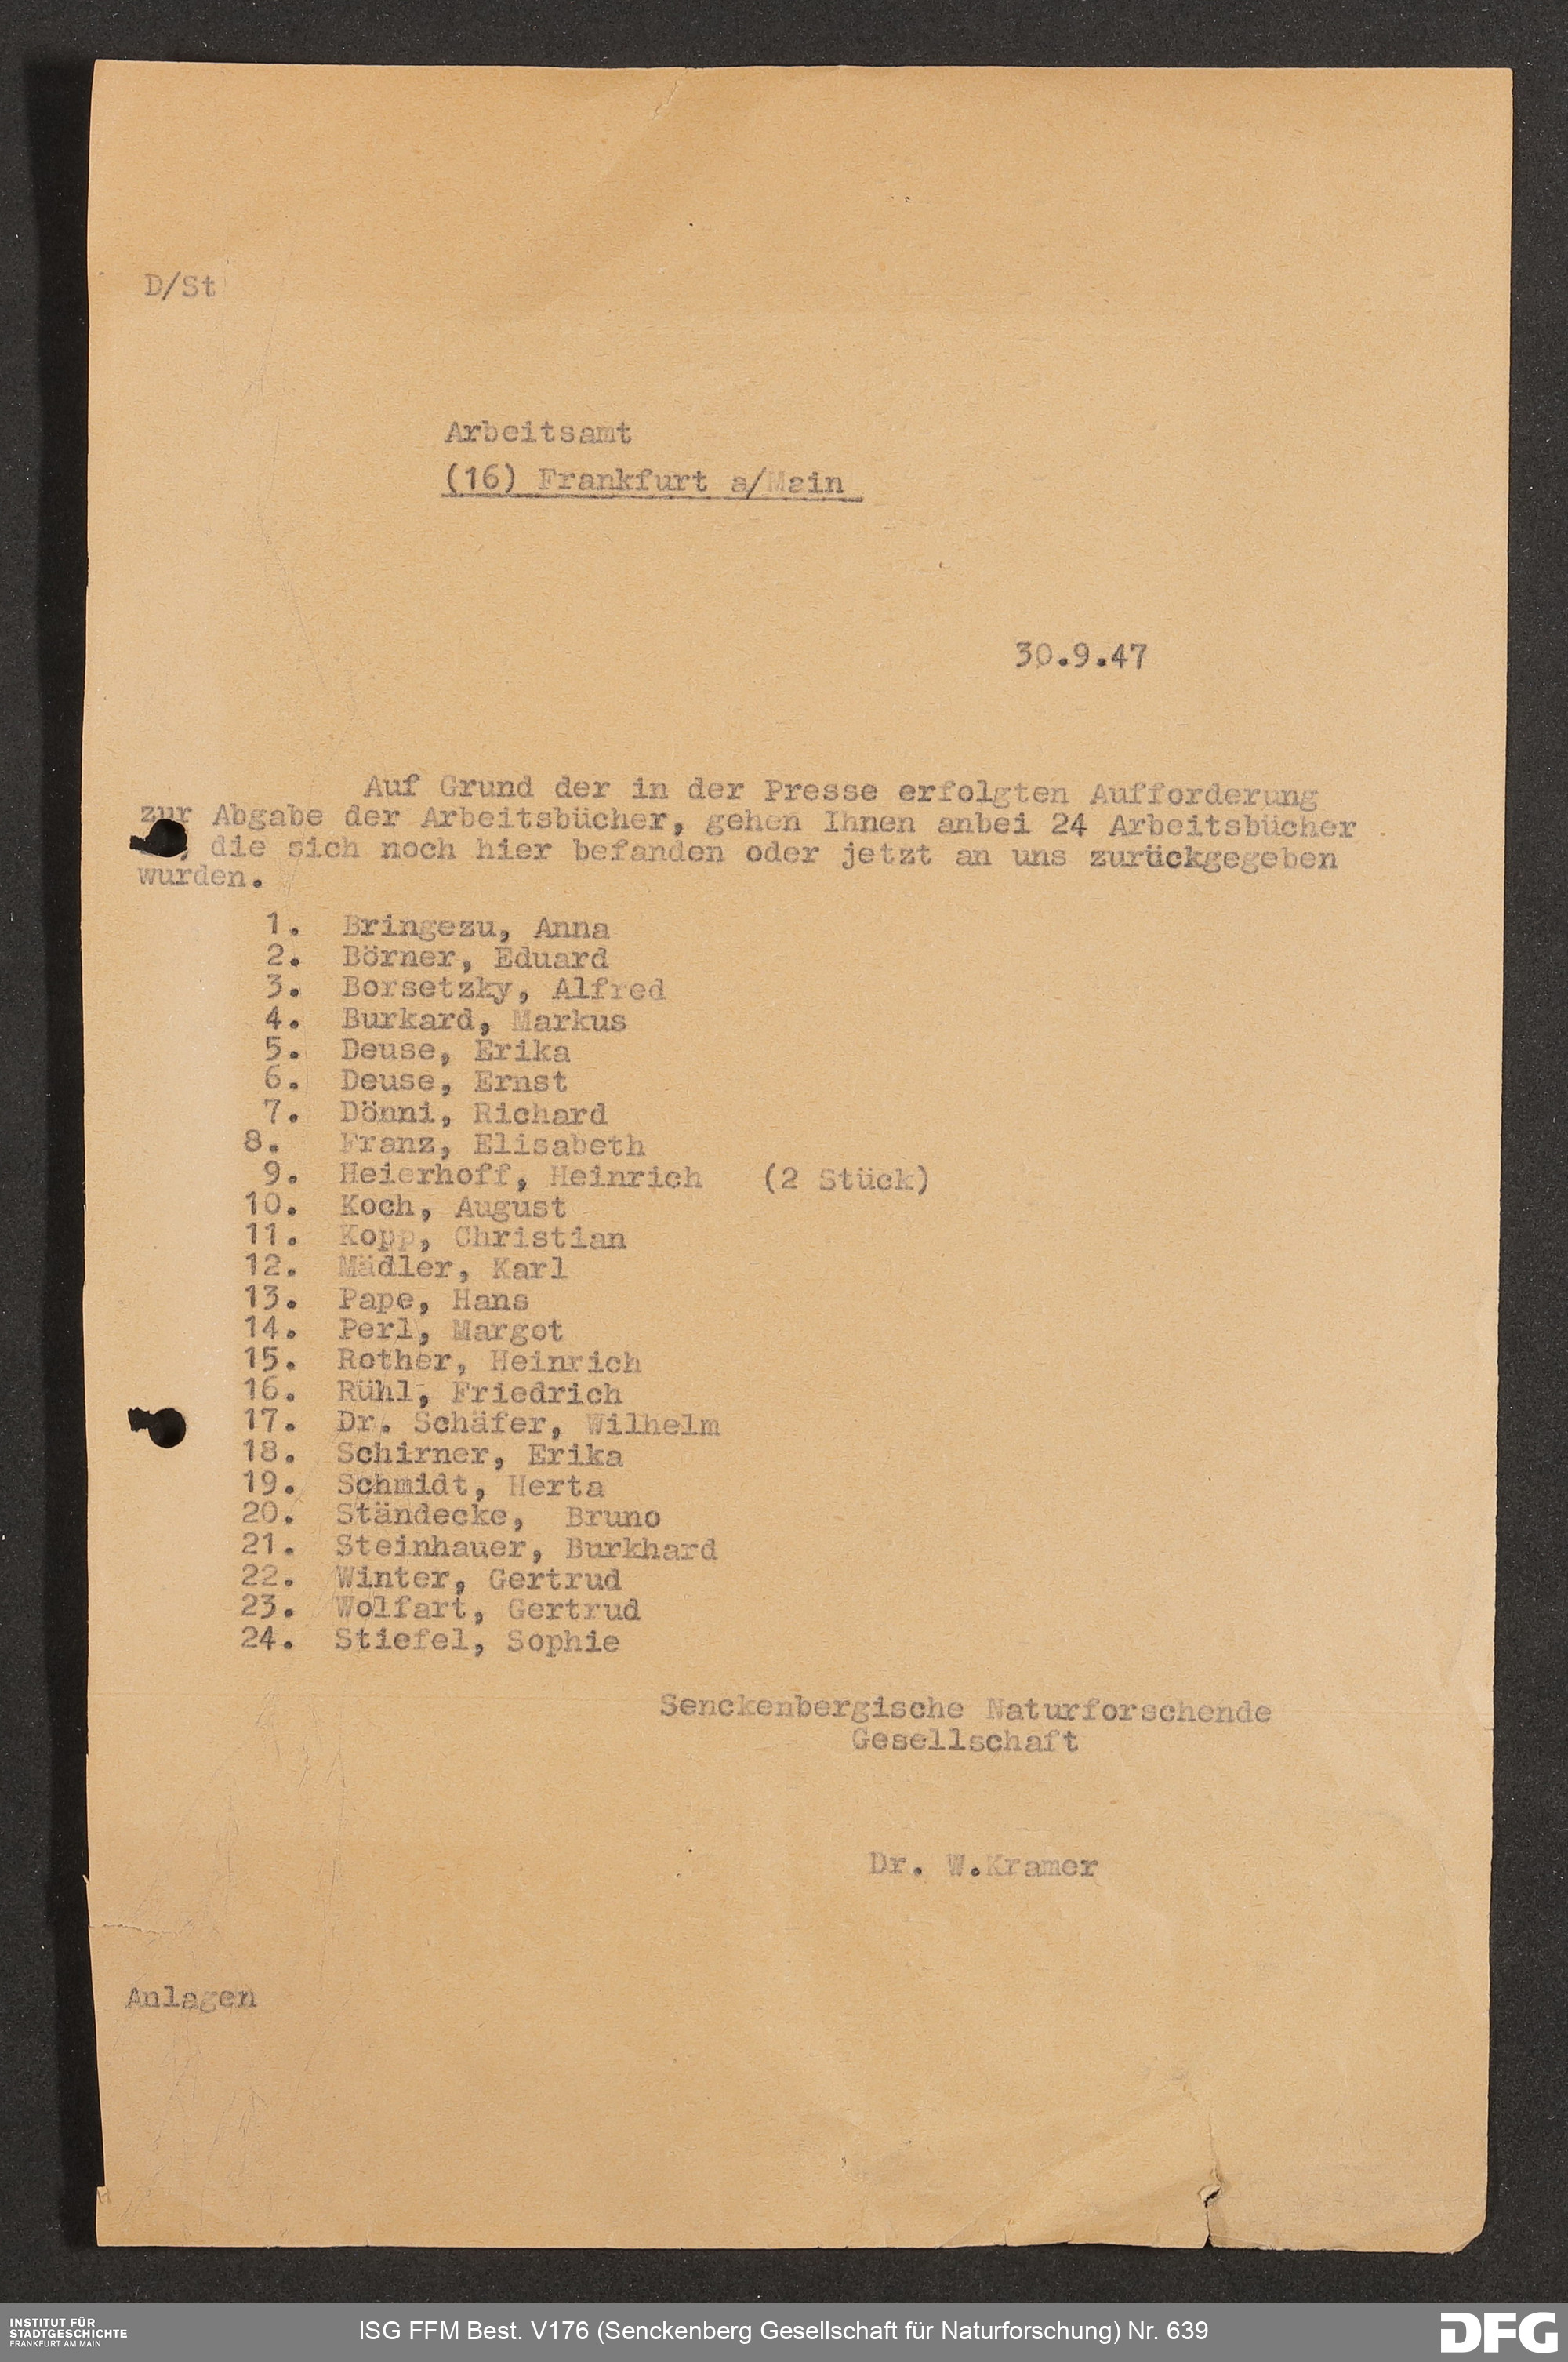 D/St
Arbeitsamt
(16) Frankfurt a/Main
30.9.47
Auf Grund der in der Presse erfolgten Aufforderung
zur Abgabe der Arbeitsbücher, gehen Ihnen anbei 24 Arbeitsbücher
, die sich noch hier befanden oder jetzt an uns zurückgegeben
wurden.
1. Bringezu, Anna
2. Börner, Eduard
3. Borsetzky, Alfred
4. Burkard, Markus
5. Deuse, Erika
6. Deuse, Ernst
7. Dönni, Richard
8. Franz, Elisabeth
9. Heierhoff, Heinrich (2 Stück)
10. Koch, August
11. Kopp, Christian
12. Mädler, Karl
13. Pape, Hans
14. Perl, Margot
15. Rother, Heinrich
16. Rühl, Friedrich
17. Dr. Schäfer, Wilhelm
18. Schirner, Erika
19. Schmidt, Herta
20. Ständecke, Bruno
21. Steinhauer, Burkhard
22. Winter, Gertrud
23. Wolfart, Gertrud
24. Stiefel, Sophie
Senckenbergische Naturforschende
Gesellschaft
Dr. W.Kramer
Anlagen
INSTITUT FÜR
STADTGESCHICHTE
FRANKFURT AM MAIN
ISG FFM Best. V176 (Senckenberg Gesellschaft für Naturforschung) Nr. 639
DFG